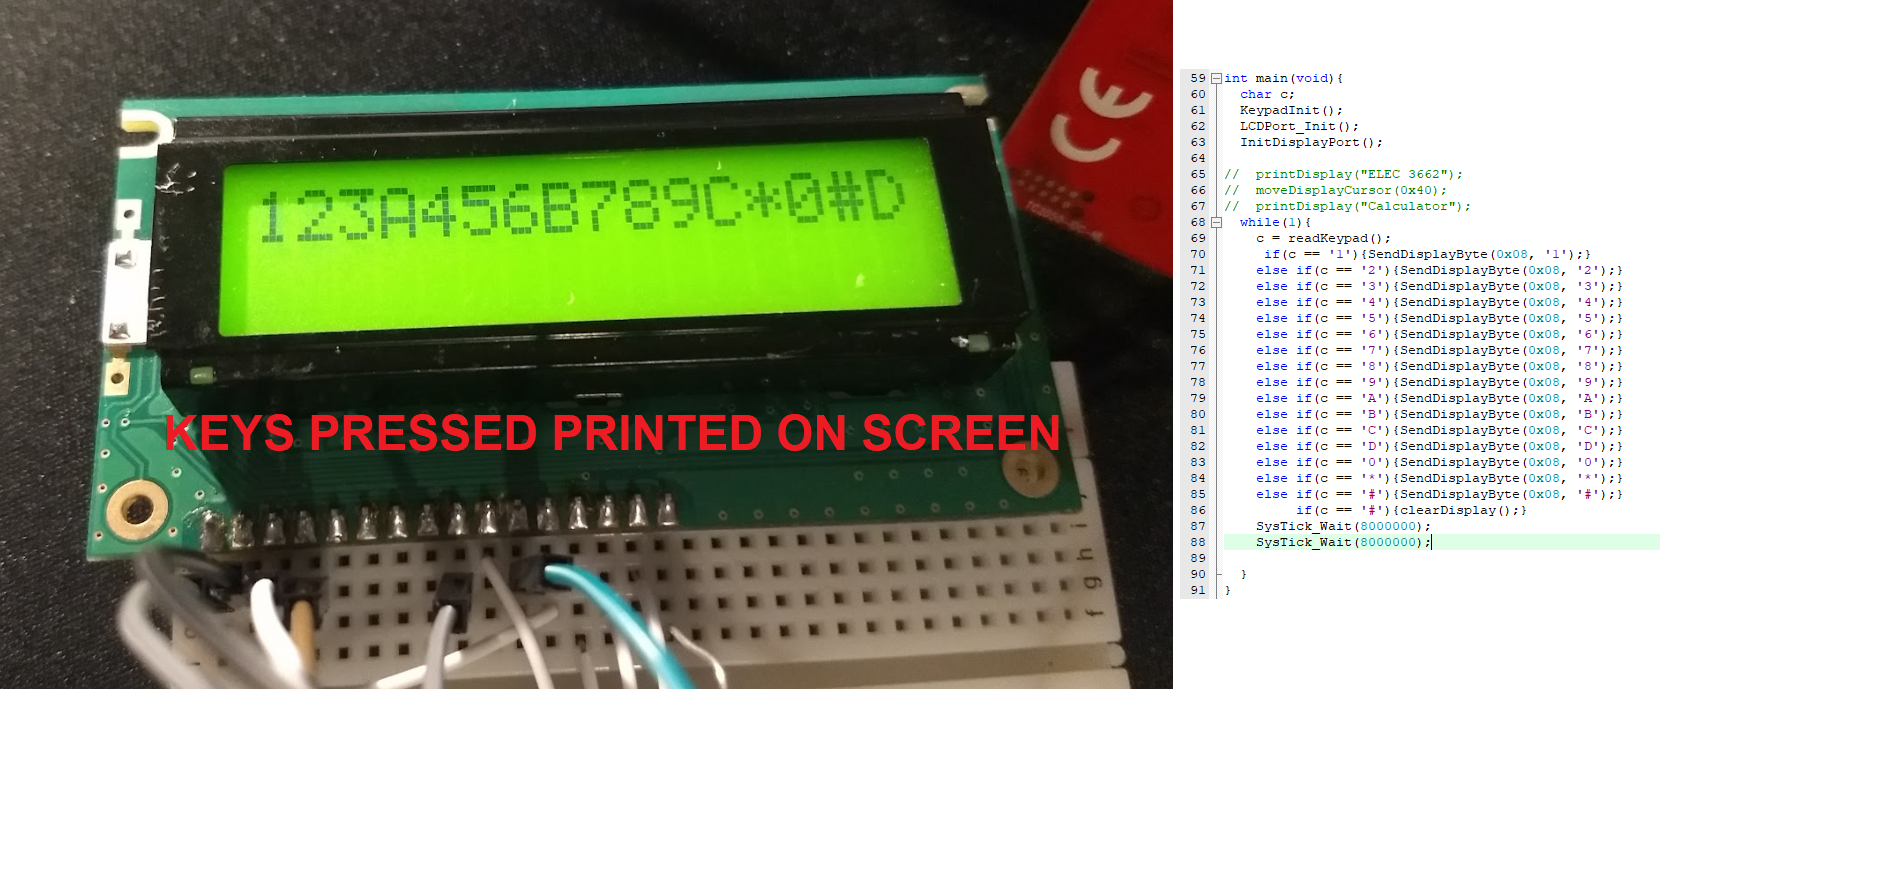 123A456B789C*0#D
CE
KEYS PRESSED PRINTED ON SCREEN
j
i
h
g
f
59 int main(void){
60 char c;
61 KeypadInit();
62 LCDPort_Init();
63 InitDisplayPort();
64
65 // printDisplay("ELEC 3662");
66 // moveDisplayCursor(0x40);
67 // printDisplay("Calculator");
68 while(1){
69 c = readKeypad();
70 if(c == '1'){SendDisplayByte(0x08, '1');}
71 else if(c == '2'){SendDisplayByte(0x08, '2');}
72 else if(c == '3'){SendDisplayByte(0x08, '3');}
73 else if(c == '4'){SendDisplayByte(0x08, '4');}
74 else if(c == '5'){SendDisplayByte(0x08, '5');}
75 else if(c == '6'){SendDisplayByte(0x08, '6');}
76 else if(c == '7'){SendDisplayByte(0x08, '7');}
77 else if(c == '8'){SendDisplayByte(0x08, '8');}
78 else if(c == '9'){SendDisplayByte(0x08, '9');}
79 else if(c == 'A'){SendDisplayByte(0x08, 'A');}
80 else if(c == 'B'){SendDisplayByte(0x08, 'B');}
81 else if(c == 'C'){SendDisplayByte(0x08, 'C');}
82 else if(c == 'D'){SendDisplayByte(0x08, 'D');}
83 else if(c == '0'){SendDisplayByte(0x08, '0');}
84 else if(c == '*'){SendDisplayByte(0x08, '*');}
85 else if(c == '#'){SendDisplayByte(0x08, '#');}
86 if(c == '#'){clearDisplay();}
87 SysTick_Wait(8000000);
88 SysTick_Wait(8000000);
89
90 }
91 }